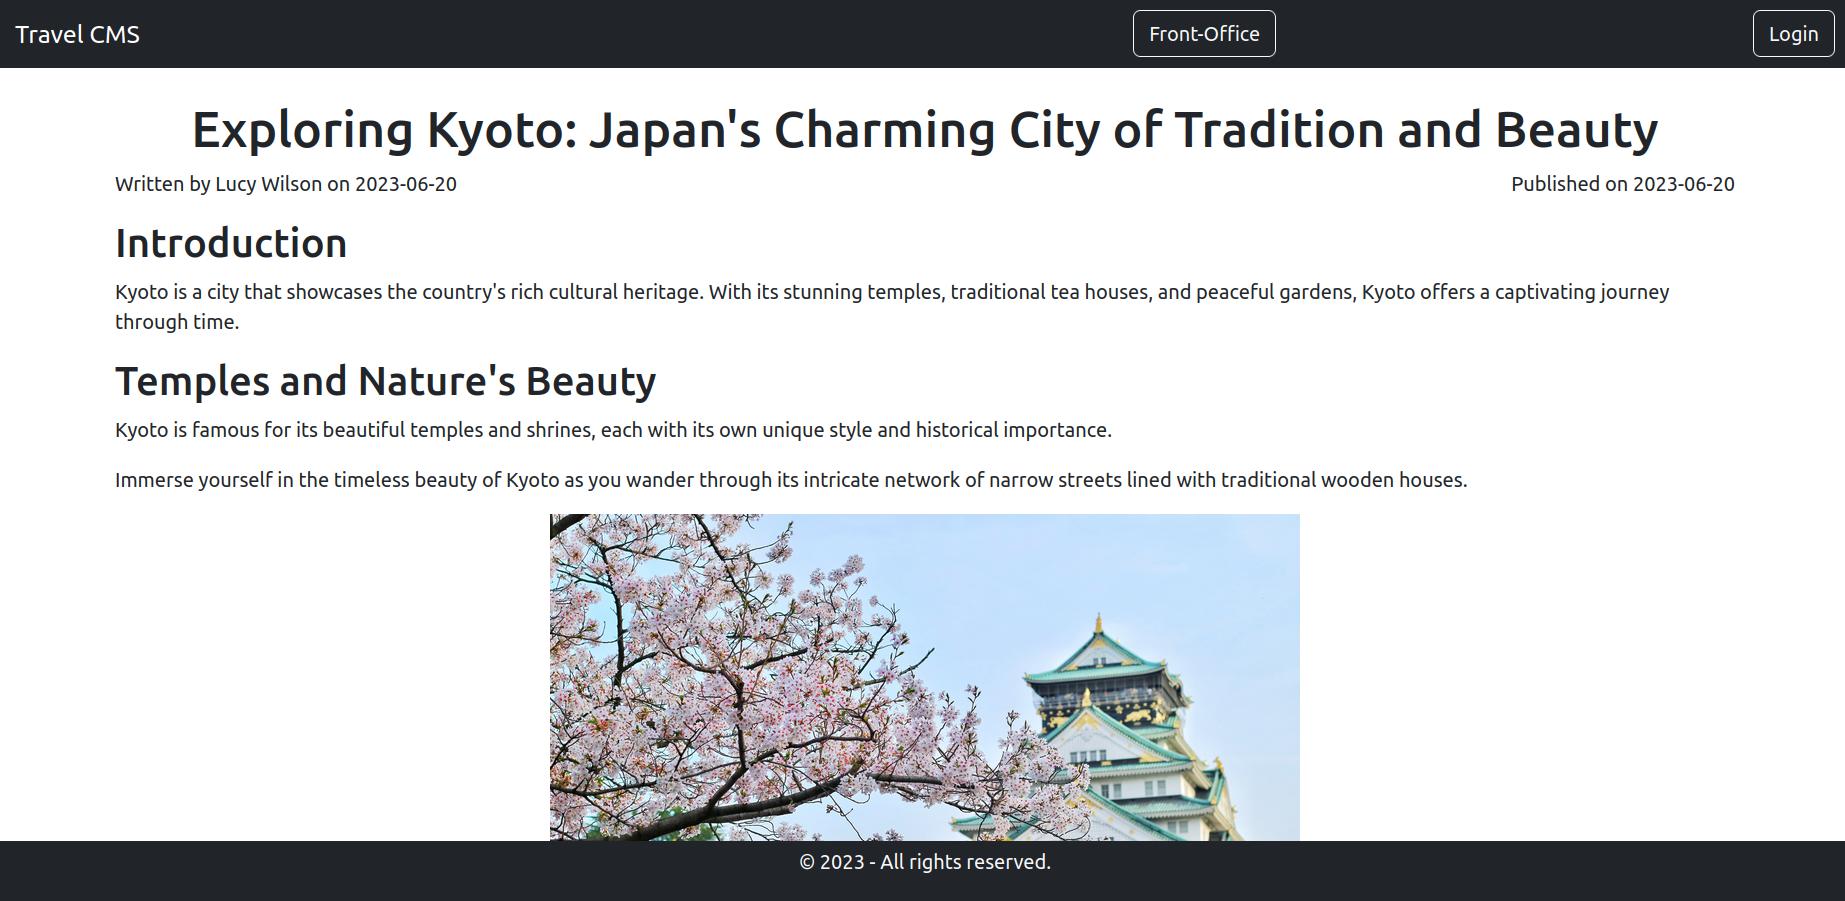 Travel CMS
Front-Office
Login
Exploring Kyoto: Japan's Charming City of Tradition and Beauty
Written by Lucy Wilson on 2023-06-20
Published on 2023-06-20
Introduction
Kyoto is a city that showcases the country's rich cultural heritage. With its stunning temples, traditional tea houses, and peaceful gardens, Kyoto offers a captivating journey
through time.
Temples and Nature's Beauty
Kyoto is famous for its beautiful temples and shrines, each with its own unique style and historical importance.
Immerse yourself in the timeless beauty of Kyoto as you wander through its intricate network of narrow streets lined with traditional wooden houses.
© 2023 - All rights reserved.